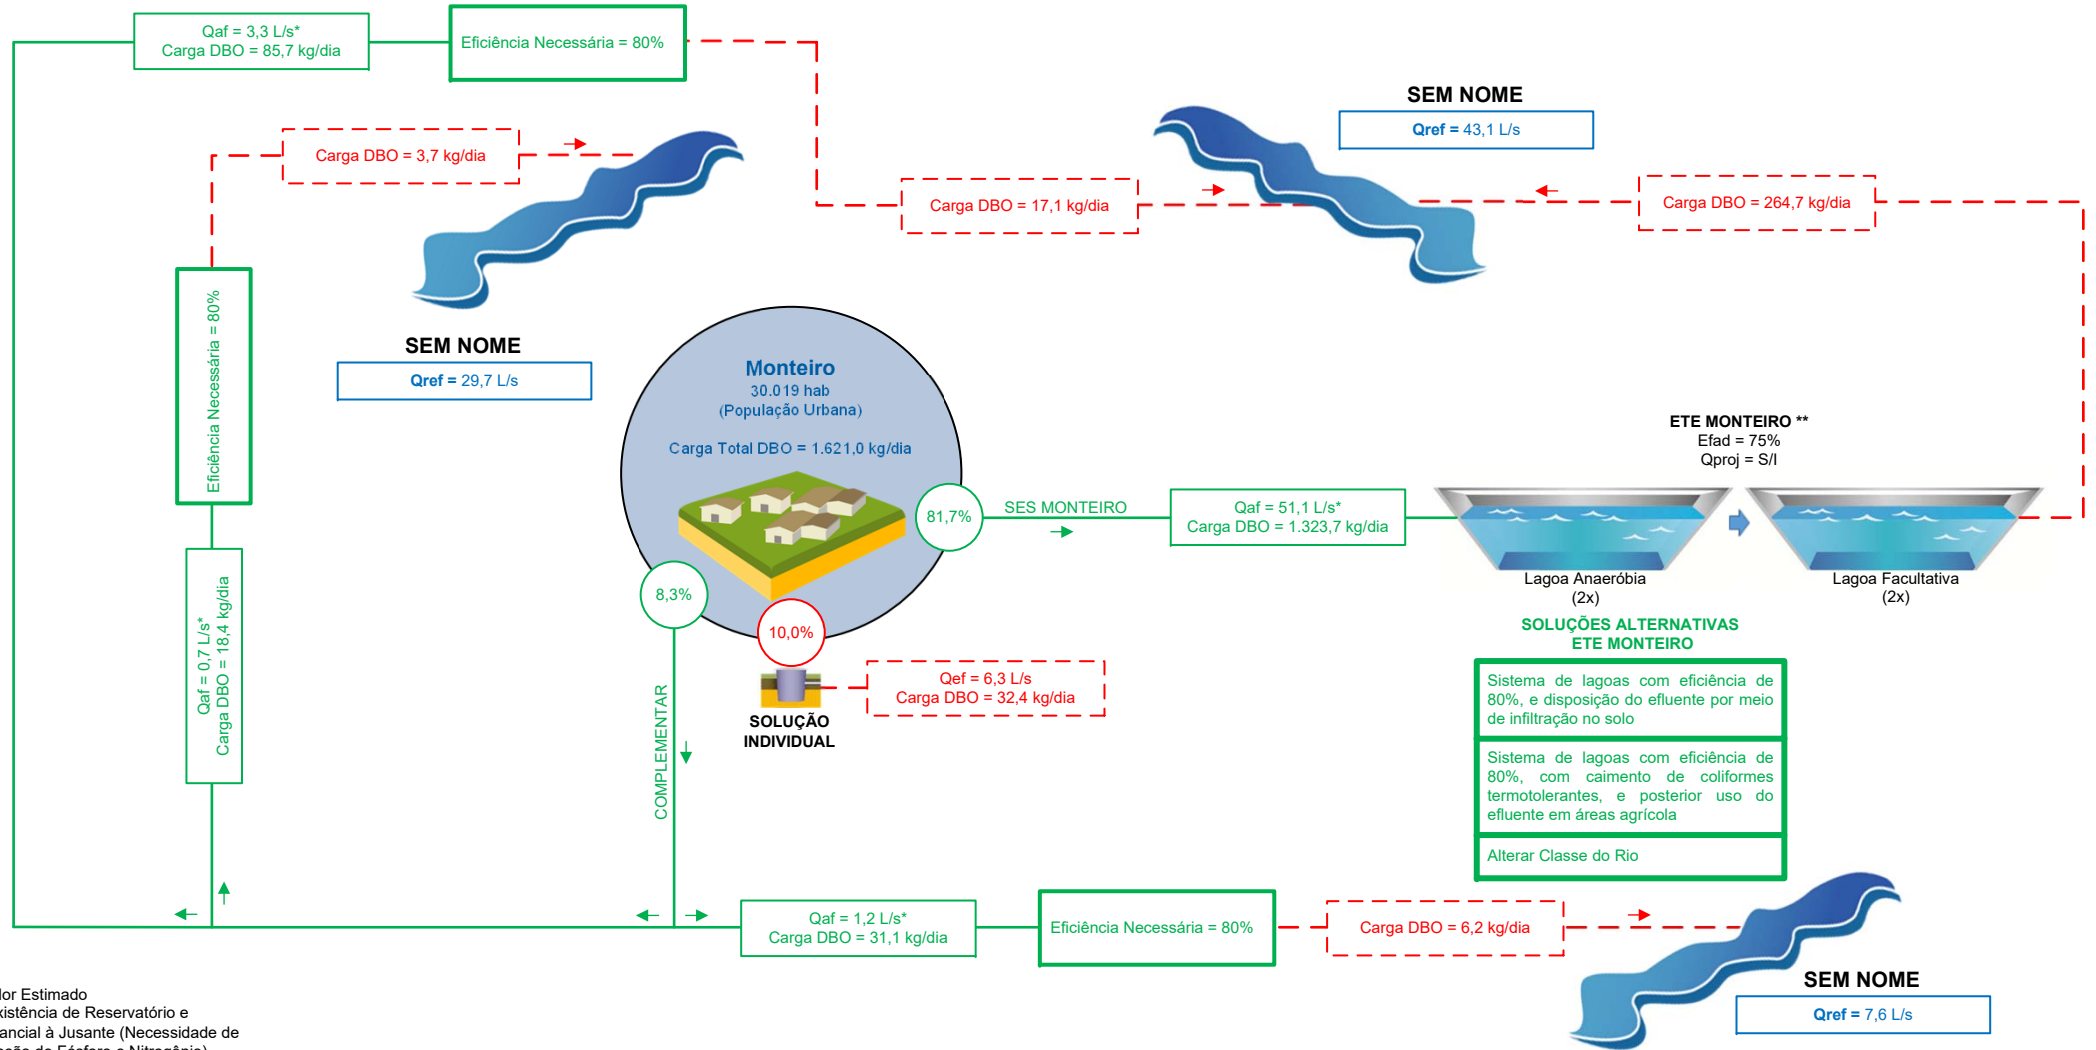 Qaf = 3,3 L/s*
Carga DBO = 85,7 kg/dia
Eficiência Necessária = 80%
SEM NOME
Qref = 43,1 L/s
Carga DBO = 3,7 kg/dia
Carga DBO = 17,1 kg/dia
Carga DBO = 264,7 kg/dia
Eficiência Necessária = 80%
SEM NOME
Qref = 29,7 L/s
Monteiro
30.019 hab
(População Urbana)
Carga Total DBO = 1.621,0 kg/dia
ETE MONTEIRO **
Efad = 75%
Qproj = S/I
81,7%
SES MONTEIRO
Qaf = 51,1 L/s*
Carga DBO = 1.323,7 kg/dia
Lagoa Anaeróbia
(2x)
Lagoa Facultativa
(2x)
Qaf = 0,7 L/s*
Carga DBO = 18,4 kg/dia
8,3%
10,0%
Qef = 6,3 L/s
Carga DBO = 32,4 kg/dia
SOLUÇÃO
INDIVIDUAL
COMPLEMENTAR
SOLUÇÕES ALTERNATIVAS
ETE MONTEIRO
Sistema de lagoas com eficiência de
80%, e disposição do efluente por meio
de infiltração no solo
Sistema de lagoas com eficiência de
80%, com caimento de coliformes
termotolerantes, e posterior uso do
efluente em áreas agrícola
Alterar Classe do Rio
Qaf = 1,2 L/s*
Carga DBO = 31,1 kg/dia
Eficiência Necessária = 80%
Carga DBO = 6,2 kg/dia
SEM NOME
Qref = 7,6 L/s
Estimado
de Reservatório e
à Jusante (Necessidade de
de Fósforo e Nitrogênio)